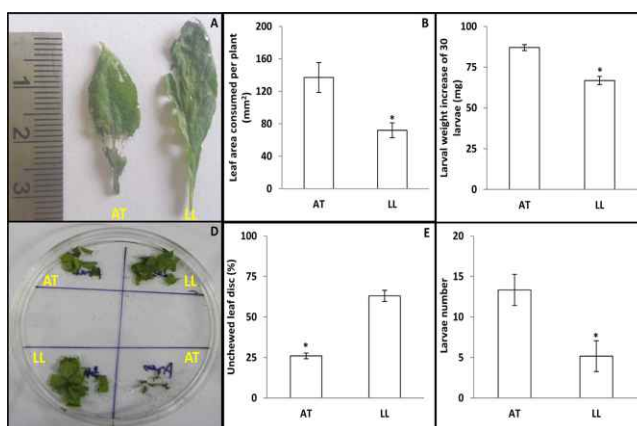 A
1
2
3
AT
LL
B
Leaf area consumed per plant
(mm²)
200
160
120
80
40
0
*
AT
LL
Larval weight increase of 30
larvae (mg)
100
75
50
25
0
*
AT
LL
D
AT
LL
LL
AT
E
Unchewed leaf disc (%)
100
75
50
25
0
*
AT
LL
Larvae number
20
15
10
5
0
*
AT
LL